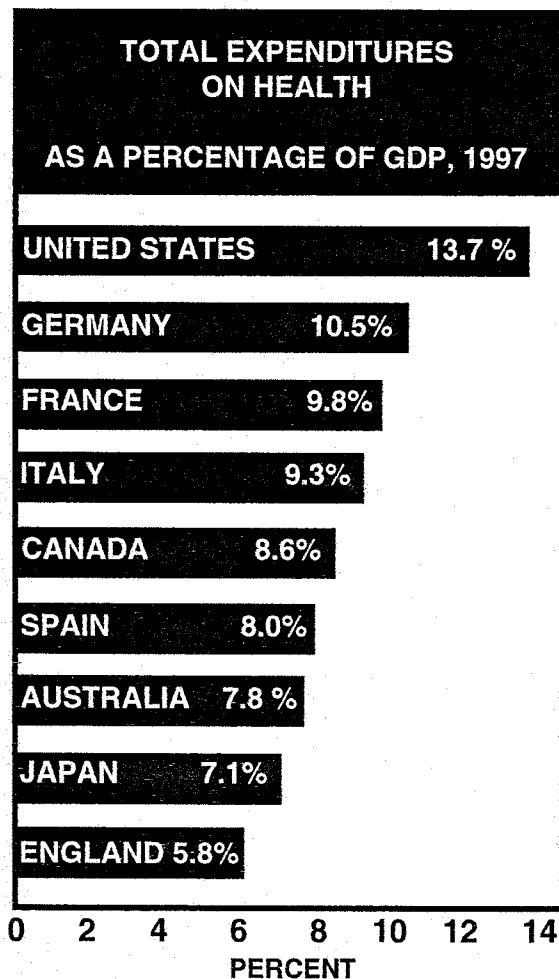 TOTAL EXPENDITURES
ON HEALTH
AS A PERCENTAGE OF GDP, 1997
UNITED STATES 13.7 %
GERMANY 10.5%
FRANCE 9.8%
ITALY 9.3%
CANADA 8.6%
SPAIN 8.0%
AUSTRALIA 7.8 %
JAPAN 7.1%
ENGLAND 5.8%
0 2 4 6 8 10 12 14
PERCENT